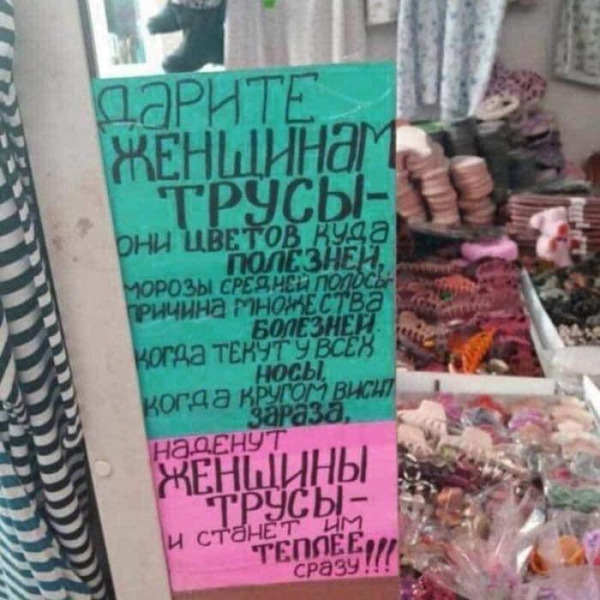 ДАРИТЕ
ЖЕНЩИНАМ
ТРУСЫ-
ОНИ ЦВЕТОВ КУДА
ПОЛЕЗНЕЙ,
МОРОЗЫ СРЕДНЕЙ ПОЛОСЫ-
ПРИЧИНА МНОЖЕСТВА
БОЛЕЗНЕЙ.
КОГДА ТЕКУТ У ВСЕХ
НОСЫ,
КОГДА КРУГОМ ВИСИТ
ЗАРАЗА,
НАДЕНУТ
ЖЕНЩИНЫ
ТРУСЫ-
И СТАНЕТ ИМ
ТЕПЛЕЕ!!!
СРАЗУ